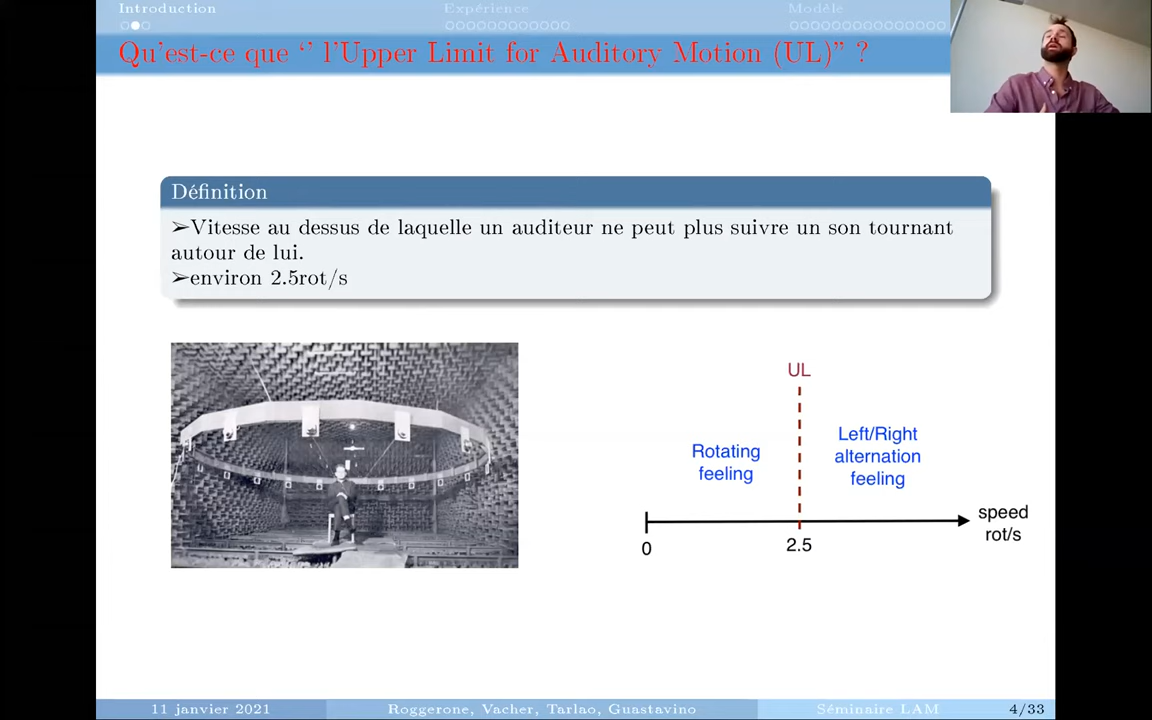 Introduction
Expérience
Modèle
Qu'est-ce que ‘’ l'Upper Limit for Auditory Motion (UL)” ?
Définition
➢Vitesse au dessus de laquelle un auditeur ne peut plus suivre un son tournant
autour de lui.
➢environ 2.5rot/s
UL
Rotating
feeling
Left/Right
alternation
feeling
speed
rot/s
0
2.5
11 janvier 2021
Roggerone, Vacher, Tarlao, Guastavino
Séminaire LAM
4/33